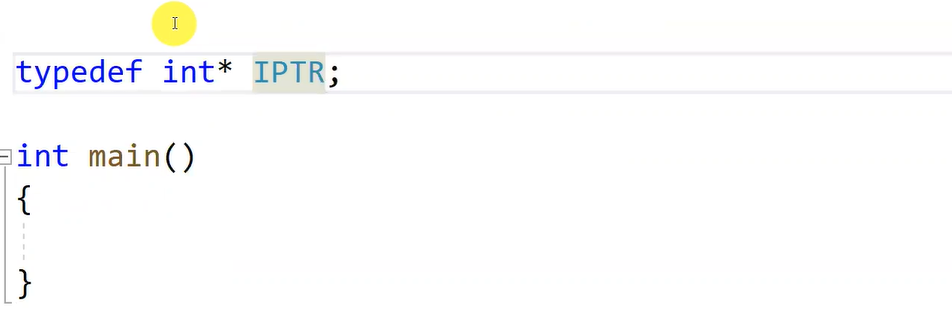 typedef int* IPTR;
int main()
{
}